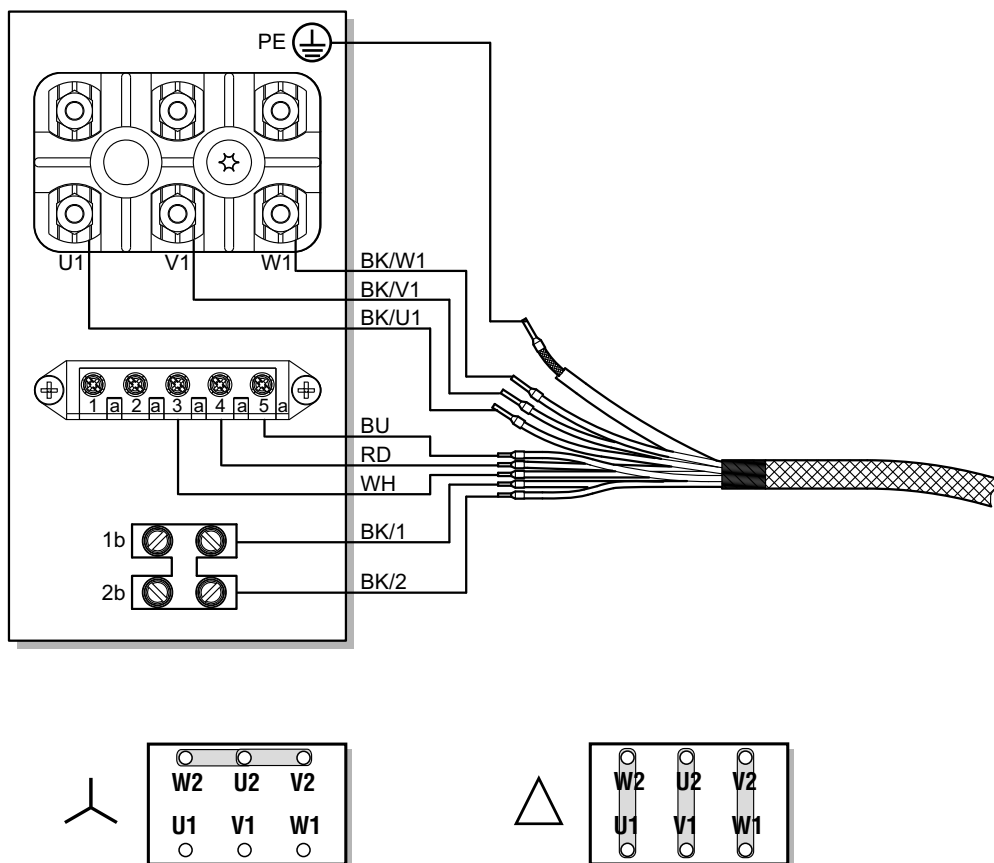 PE
U1 V1 W1
BK/W1
BK/V1
BK/U1
1 a 2 a 3 a 4 a 5 a
BU
RD
WH
1b
BK/1
2b
BK/2
W2 U2 V2
U1 V1 W1
W2 U2 V2
U1 V1 W1